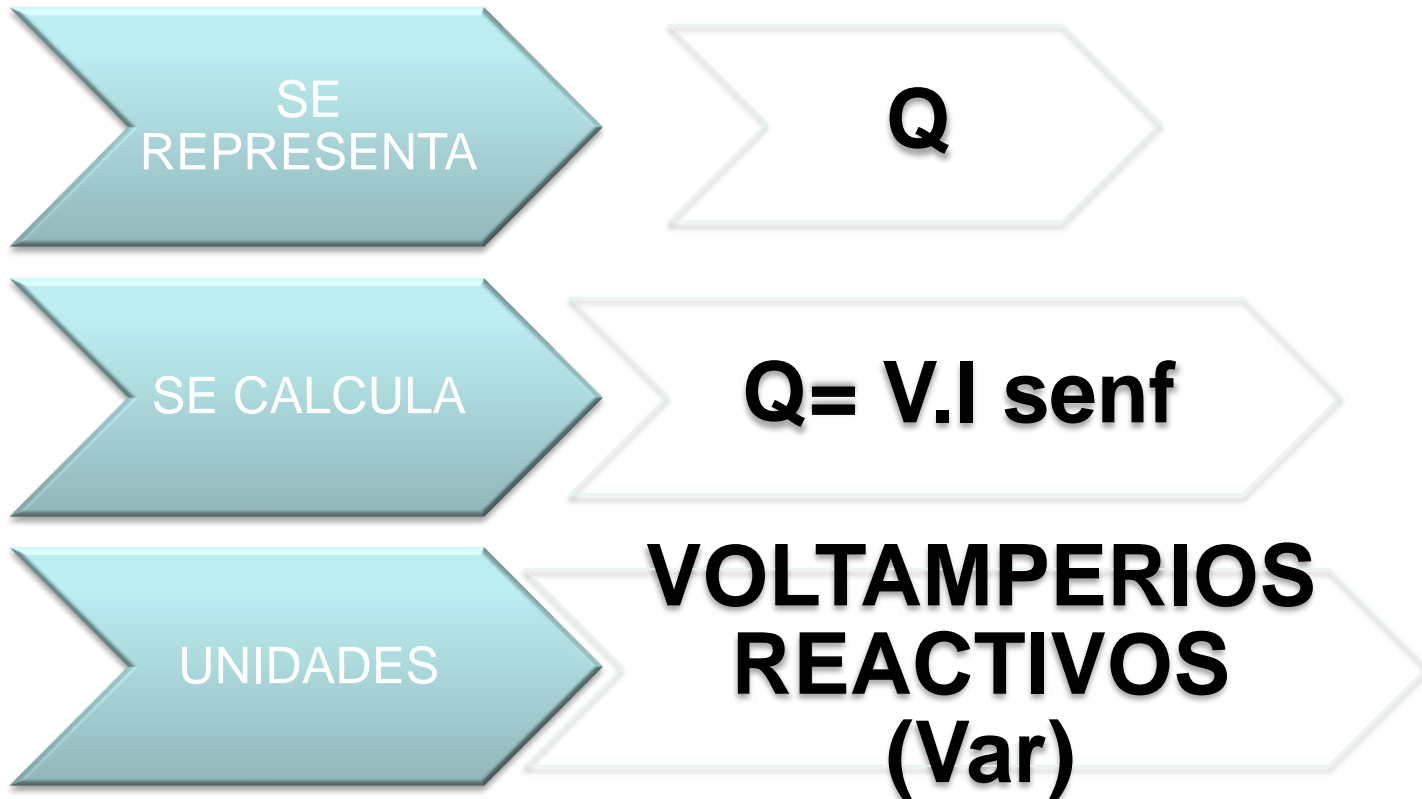 SE
REPRESENTA
Q
SE CALCULA
Q= V.I senf
UNIDADES
VOLTAMPERIOS
REACTIVOS
(Var)